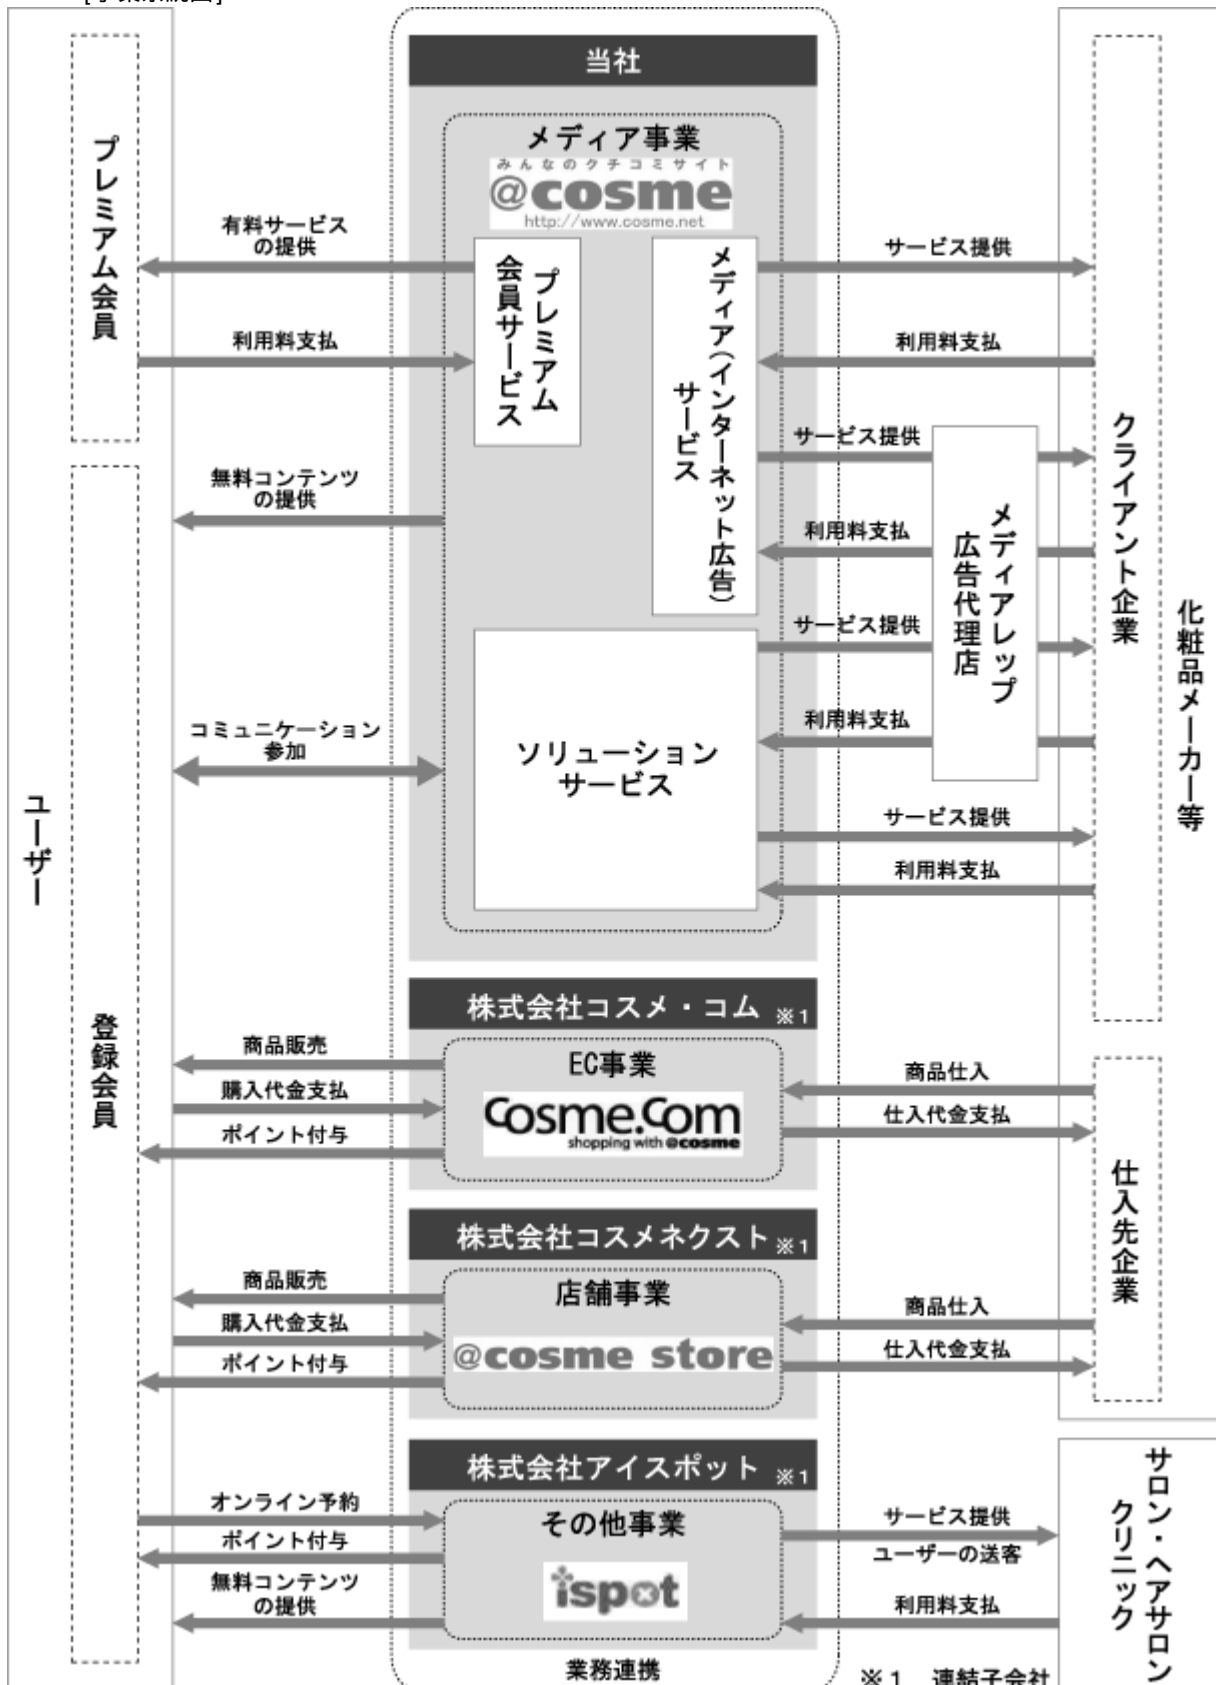 [事業系統図]
当社
メディア事業
みんなのクチコミサイト
@cosme
http://www.cosme.net
プレミアム会員
有料サービス
の提供
利用料支払
プレミアム
会員サービス
メディア(インターネット広告)
サービス
サービス提供
利用料支払
サービス提供
利用料支払
サービス提供
利用料支払
メディアレップ
広告代理店
クライアント企業
化粧品メーカー等
無料コンテンツ
の提供
コミュニケーション
参加
ソリューション
サービス
サービス提供
利用料支払
ユーザー
登録会員
株式会社コスメ・コム ※1
EC事業
Cosme.Com
shopping with @cosme
商品販売
購入代金支払
ポイント付与
商品仕入
仕入代金支払
仕入先企業
株式会社コスメネクスト ※1
店舗事業
@cosme store
商品販売
購入代金支払
ポイント付与
商品仕入
仕入代金支払
株式会社アイスポット ※1
その他事業
ispot
オンライン予約
ポイント付与
無料コンテンツ
の提供
サービス提供
ユーザーの送客
利用料支払
サロン・ヘアサロン
クリニック
業務連携
※1 連結子会社